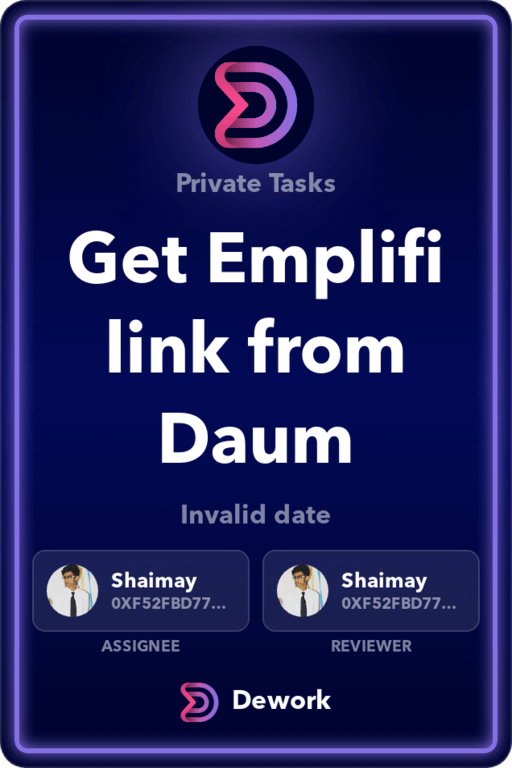 Private Tasks
Get Emplifi
link from
Daum
Invalid date
Shaimay
0XF52FBD77...
ASSIGNEE
Shaimay
0XF52FBD77...
REVIEWER
Dework